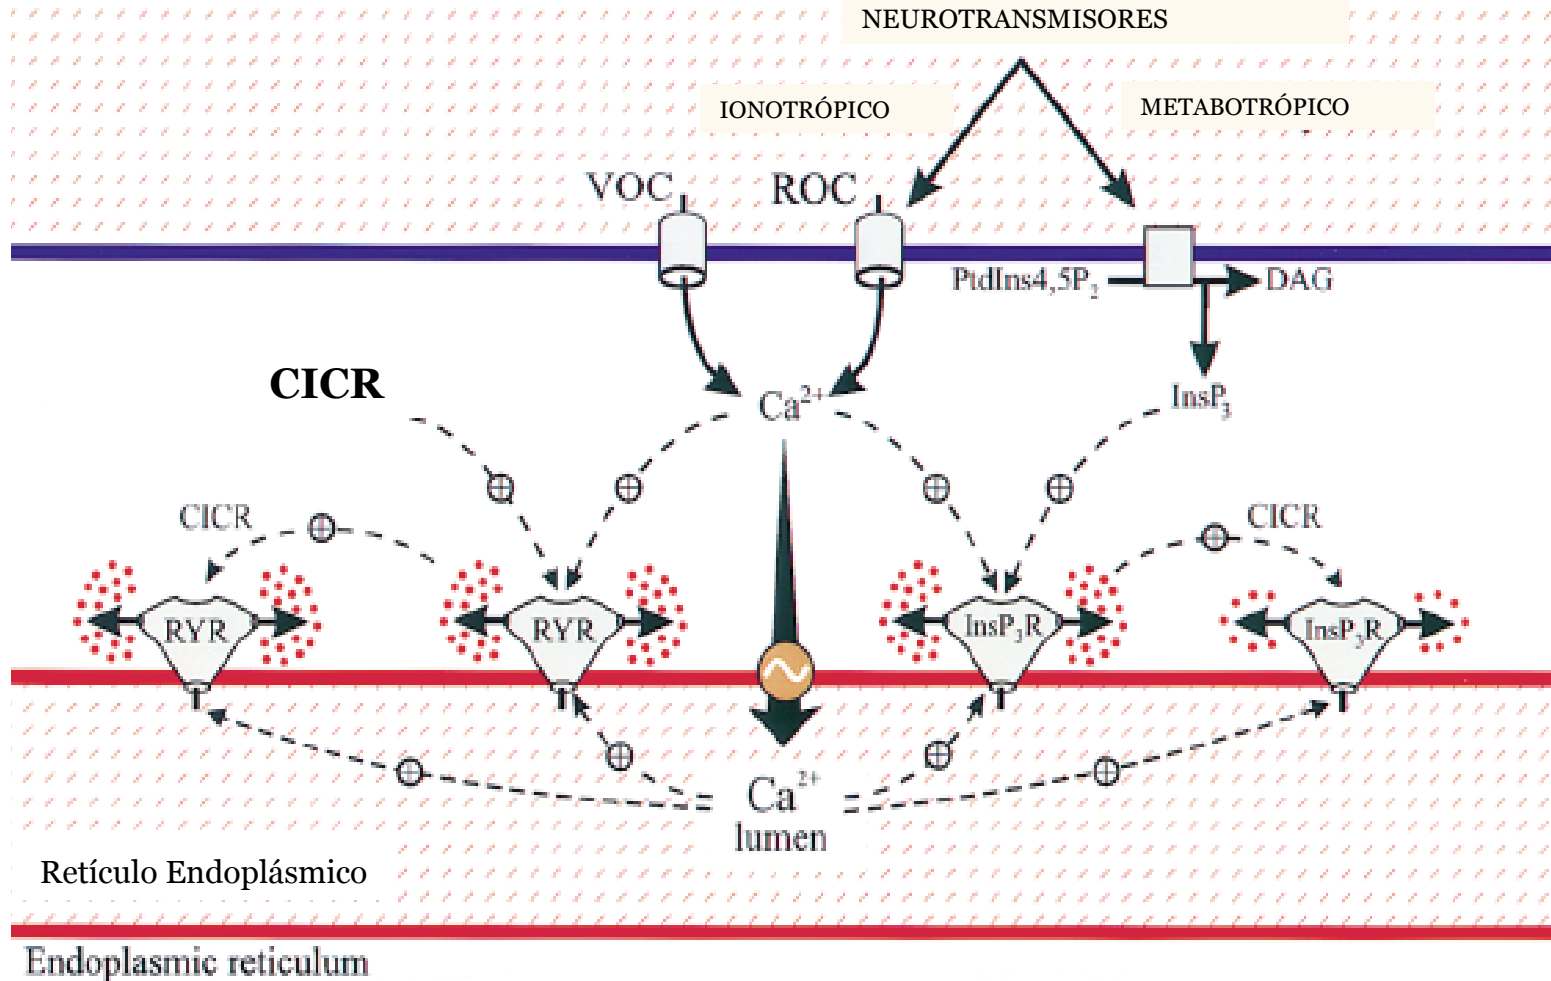 NEUROTRANSMISORES
IONOTRÓPICO
METABOTRÓPICO
VOC
ROC
PtdIns4,5P₂
DAG
CICR
Ca²⁺
InsP₃
CICR
CICR
RYR
RYR
InsP₃R
InsP₃R
Ca²⁺
lumen
Retículo Endoplásmico
Endoplasmic reticulum